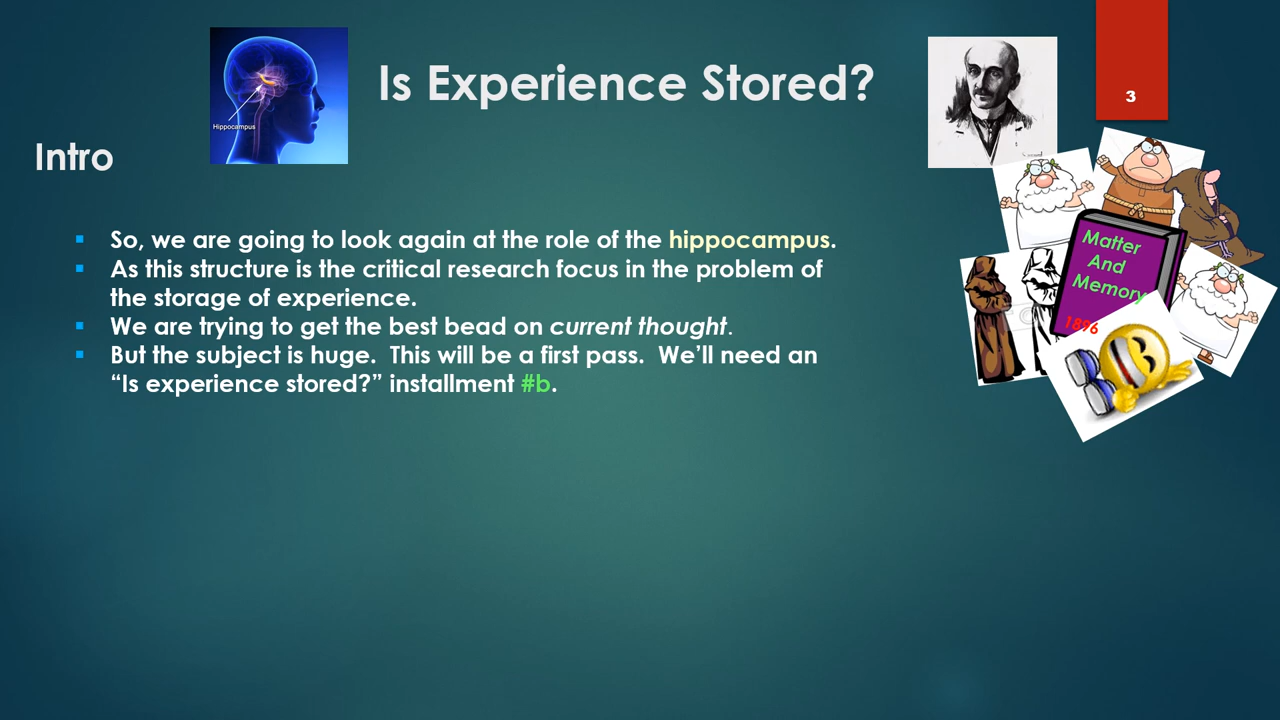 Is Experience Stored?
3
Hippocampus
Intro
So, we are going to look again at the role of the hippocampus.
As this structure is the critical research focus in the problem of
the storage of experience.
We are trying to get the best bead on current thought.
But the subject is huge.  This will be a first pass.  We’ll need an
“Is experience stored?” installment #b.
Matter
And
Memory
1896